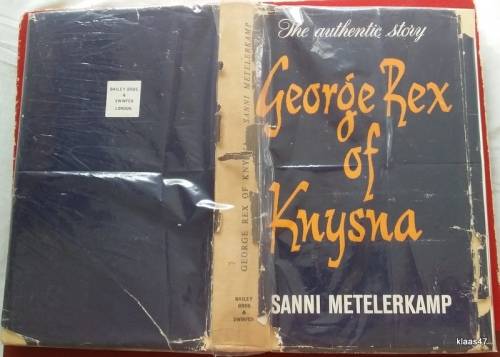 BAILEY BROS.
&
SWINFEN
LONDON
GEORGE REX OF KNYSNA SANNI METELERKAMP
BAILEY
BROS
&
SWINFEN
The authentic story
George Rex
of
Knysna
SANNI METELERKAMP
klaas47